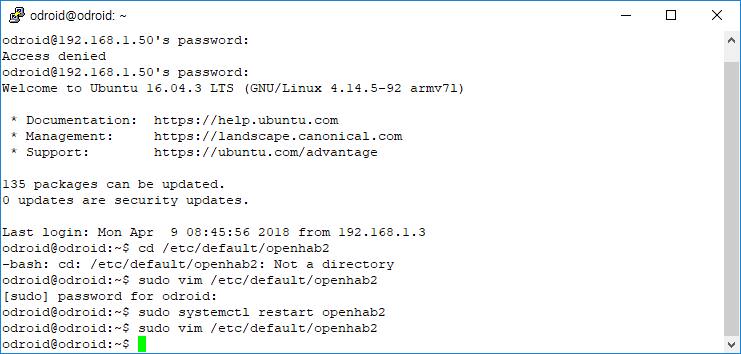 odroid@odroid: ~
odroid@192.168.1.50's password:
Access denied
odroid@192.168.1.50's password:
Welcome to Ubuntu 16.04.3 LTS (GNU/Linux 4.14.5-92 armv7l)
* Documentation:  https://help.ubuntu.com
* Management:     https://landscape.canonical.com
* Support:        https://ubuntu.com/advantage
135 packages can be updated.
0 updates are security updates.
Last login: Mon Apr  9 08:45:56 2018 from 192.168.1.3
odroid@odroid:~$ cd /etc/default/openhab2
-bash: cd: /etc/default/openhab2: Not a directory
odroid@odroid:~$ sudo vim /etc/default/openhab2
[sudo] password for odroid:
odroid@odroid:~$ sudo systemctl restart openhab2
odroid@odroid:~$ sudo vim /etc/default/openhab2
odroid@odroid:~$